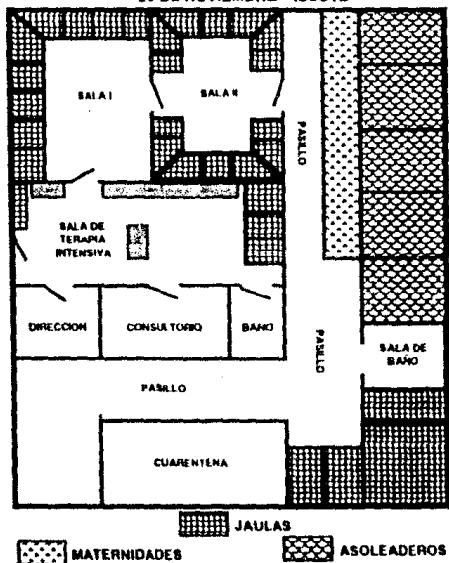 SALA I
SALA II
PASILLO
SALA DE
TERAPIA
INTENSIVA
DIRECCION
CONSULTORIO
BAÑO
PASILLO
SALA DE
BAÑO
PASILLO
CUARENTENA
JAULAS
MATERNIDADES
ASOLEADEROS